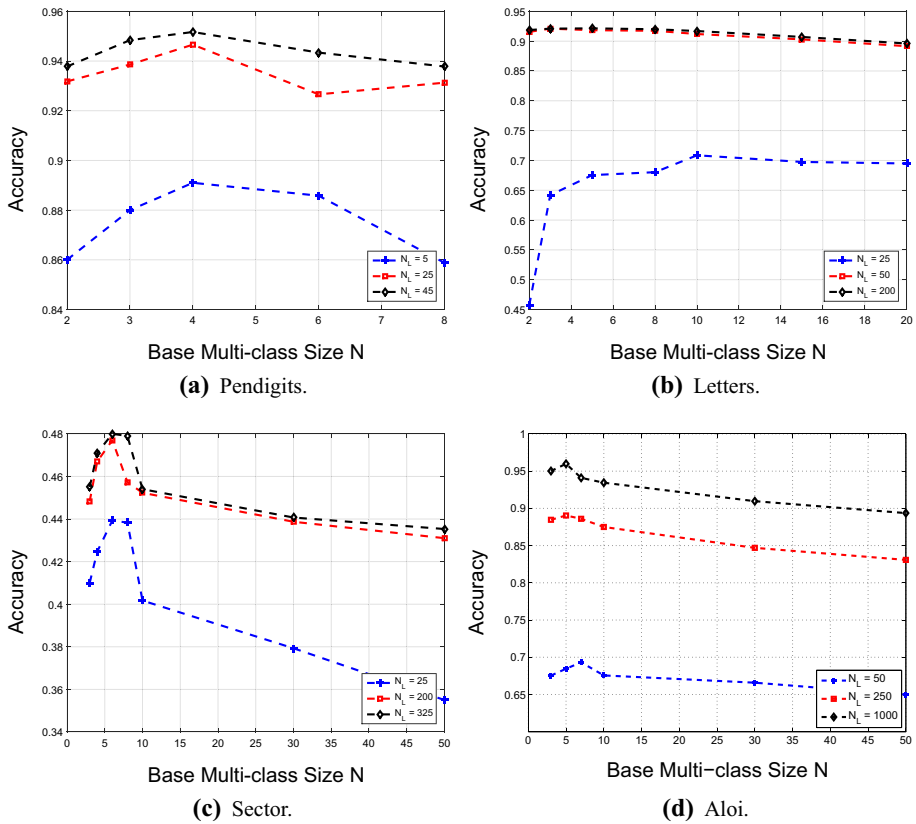 0.96
0.94
0.92
0.9
0.88
0.86
0.84
Accuracy
2 3 4 6 8
N_L = 5
N_L = 25
N_L = 45
Base Multi-class Size N
(a) Pendigits.
0.95
0.9
0.85
0.8
0.75
0.7
0.65
0.6
0.55
0.5
0.45
Accuracy
2 4 6 8 10 12 14 16 18 20
N_L = 25
N_L = 50
N_L = 200
Base Multi-class Size N
(b) Letters.
0.48
0.46
0.44
0.42
0.4
0.38
0.36
0.34
Accuracy
0 5 10 15 20 25 30 35 40 45 50
N_L = 25
N_L = 200
N_L = 325
Base Multi-class Size N
(c) Sector.
1
0.95
0.9
0.85
0.8
0.75
0.7
0.65
Accuracy
0 5 10 15 20 25 30 35 40 45 50
N_L = 50
N_L = 250
N_L = 1000
Base Multi−class Size N
(d) Aloi.